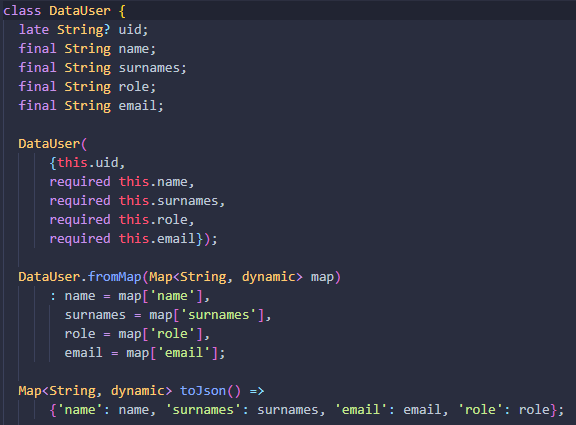 class DataUser {
  late String? uid;
  final String name;
  final String surnames;
  final String role;
  final String email;

  DataUser(
      {this.uid,
      required this.name,
      required this.surnames,
      required this.role,
      required this.email});

  DataUser.fromMap(Map<String, dynamic> map)
      : name = map['name'],
        surnames = map['surnames'],
        role = map['role'],
        email = map['email'];

  Map<String, dynamic> toJson() =>
      {'name': name, 'surnames': surnames, 'email': email, 'role': role};